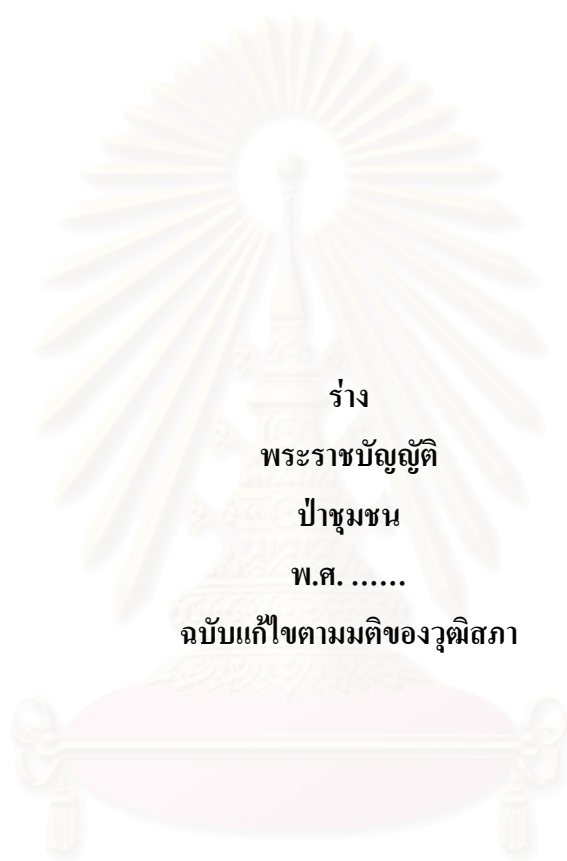 ร่าง
พระราชบัญญัติ
ป่าชุมชน
พ.ศ. ......
ฉบับแก้ไขตามมติของวุฒิสภา